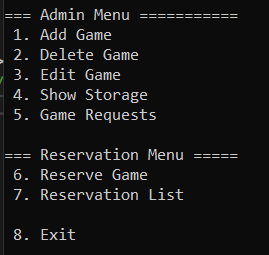 === Admin Menu ===========
1. Add Game
2. Delete Game
3. Edit Game
4. Show Storage
5. Game Requests
=== Reservation Menu =====
6. Reserve Game
7. Reservation List
8. Exit